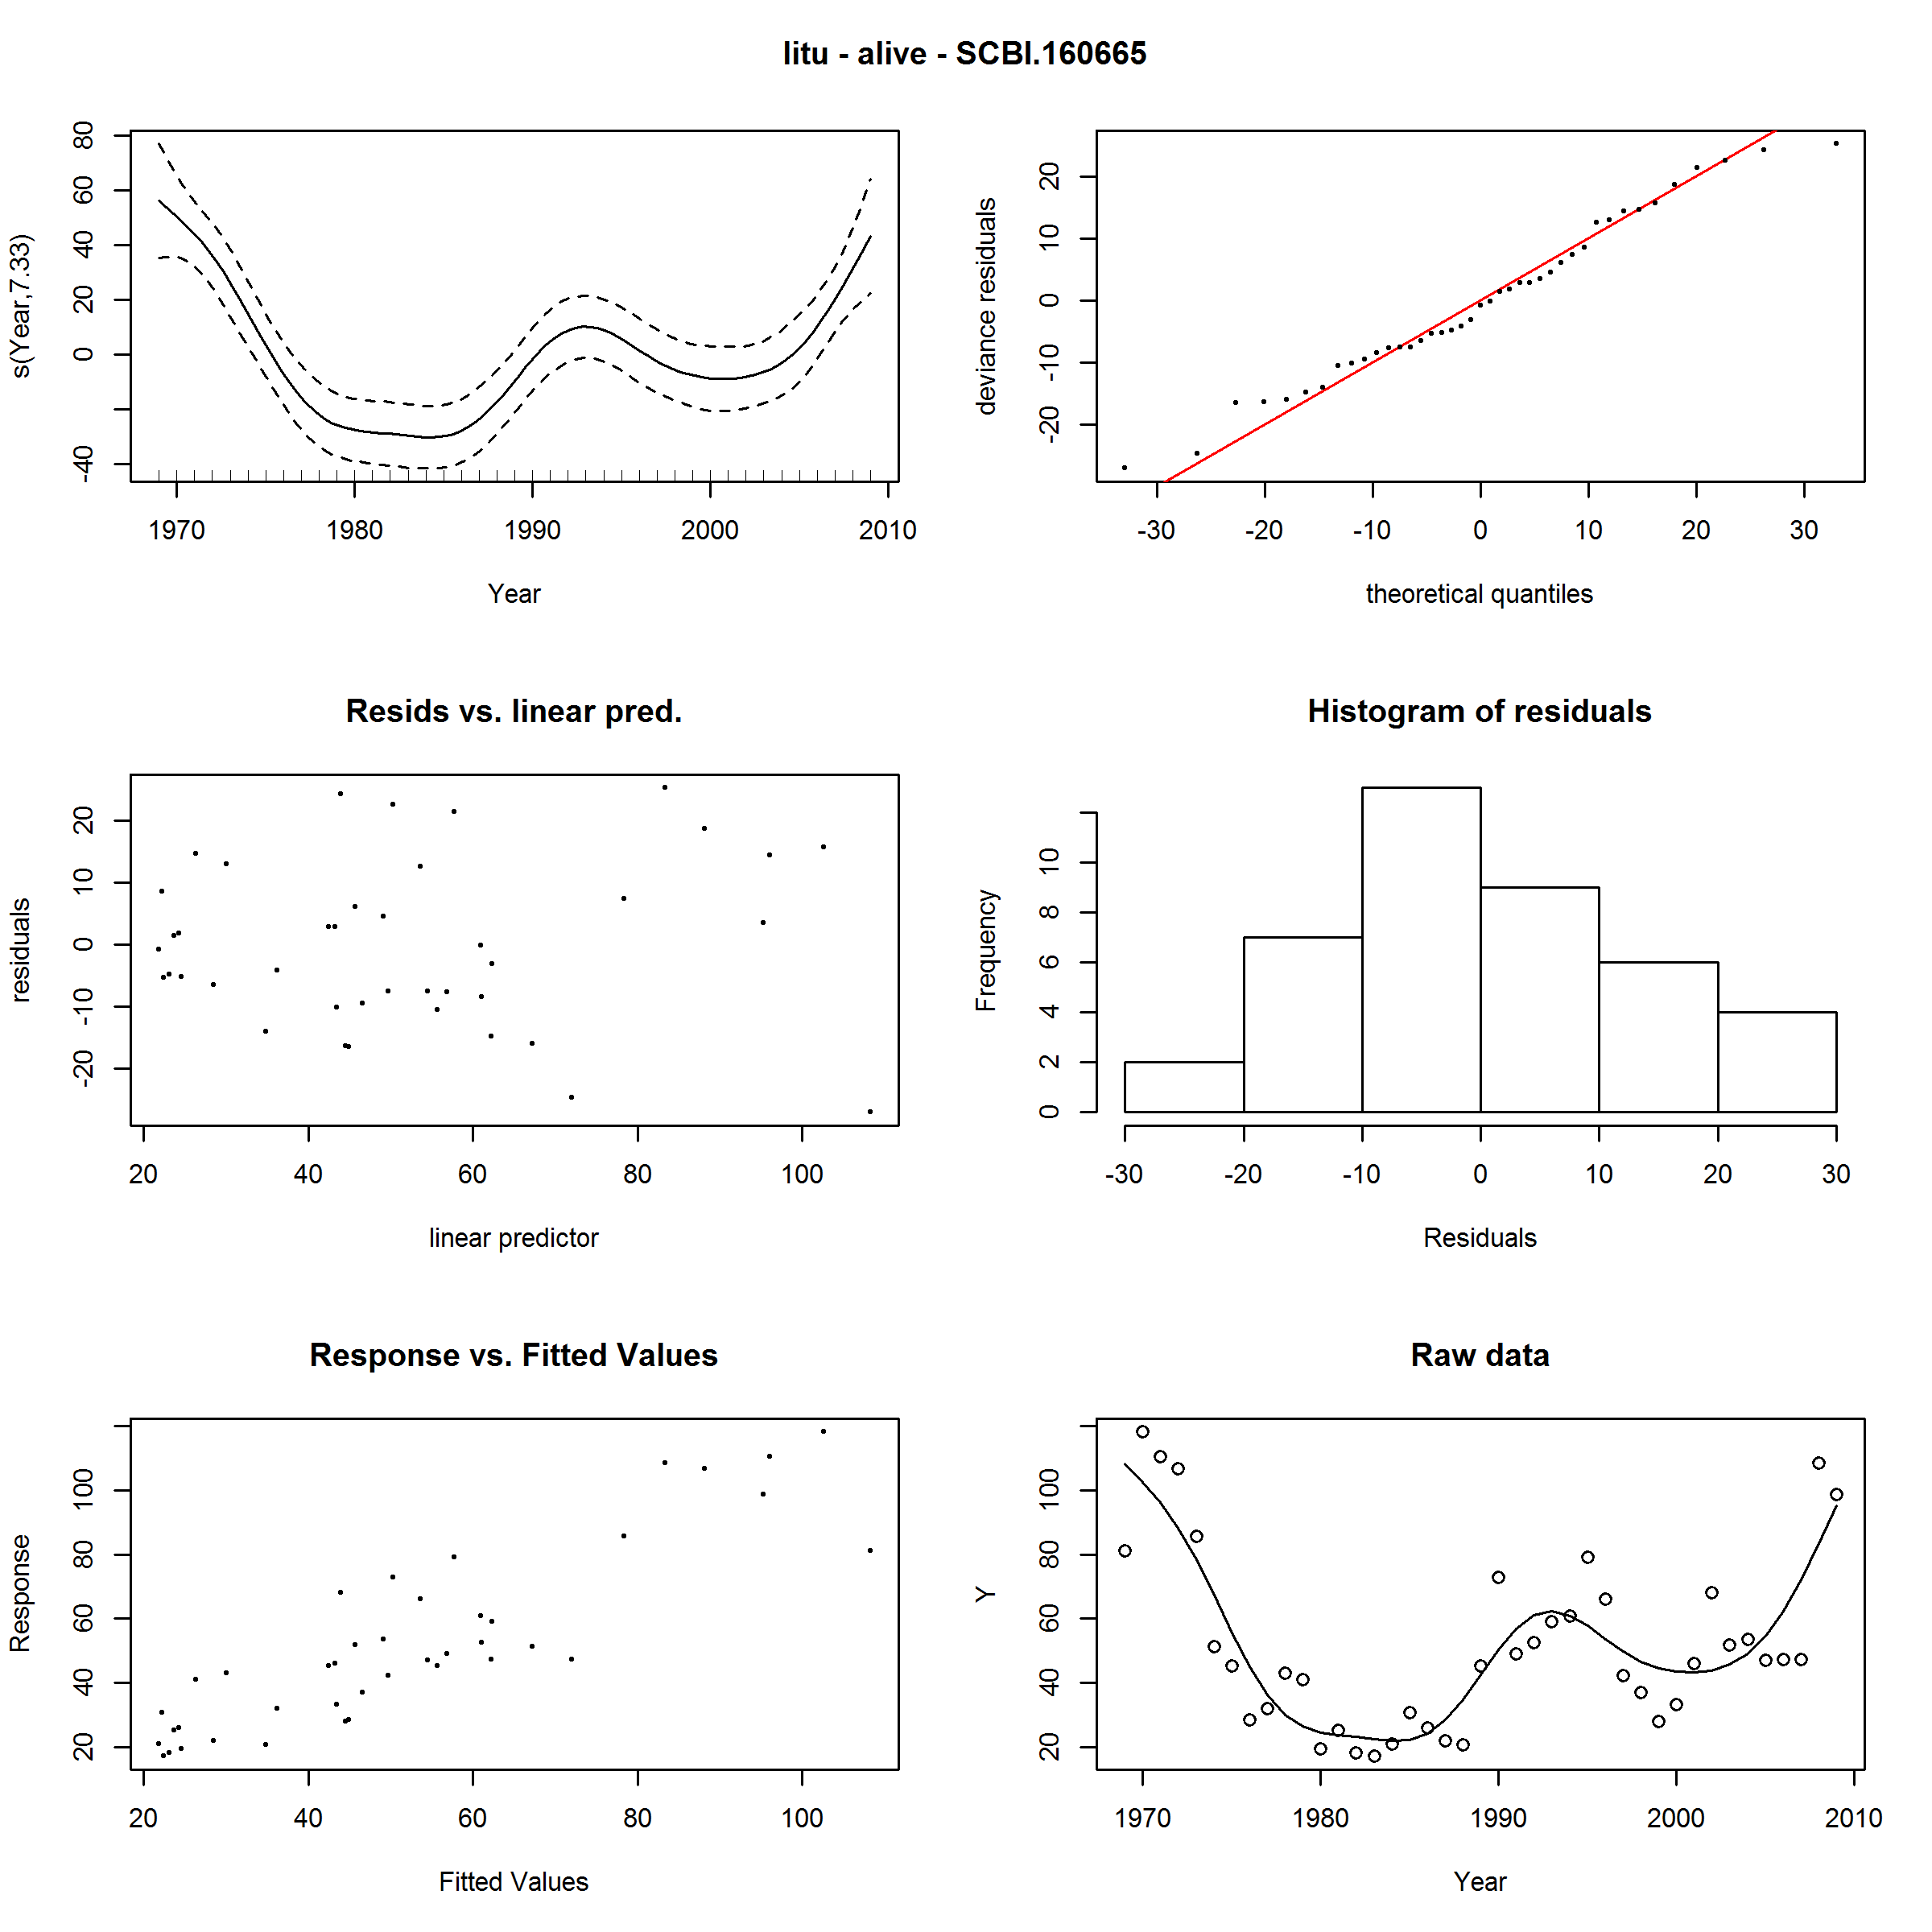 litu - alive - SCBI.160665
s(Year,7.33)
80
60
40
20
0
-40
1970 1980 1990 2000 2010
Year
deviance residuals
20
10
0
-10
-20
-30 -20 -10 0 10 20 30
theoretical quantiles
Resids vs. linear pred.
residuals
20
10
0
-10
-20
20 40 60 80 100
linear predictor
Histogram of residuals
Frequency
10
8
6
4
2
0
-30 -20 -10 0 10 20 30
Residuals
Response vs. Fitted Values
Response
100
80
60
40
20
20 40 60 80 100
Fitted Values
Raw data
Y
100
80
60
40
20
1970 1980 1990 2000 2010
Year